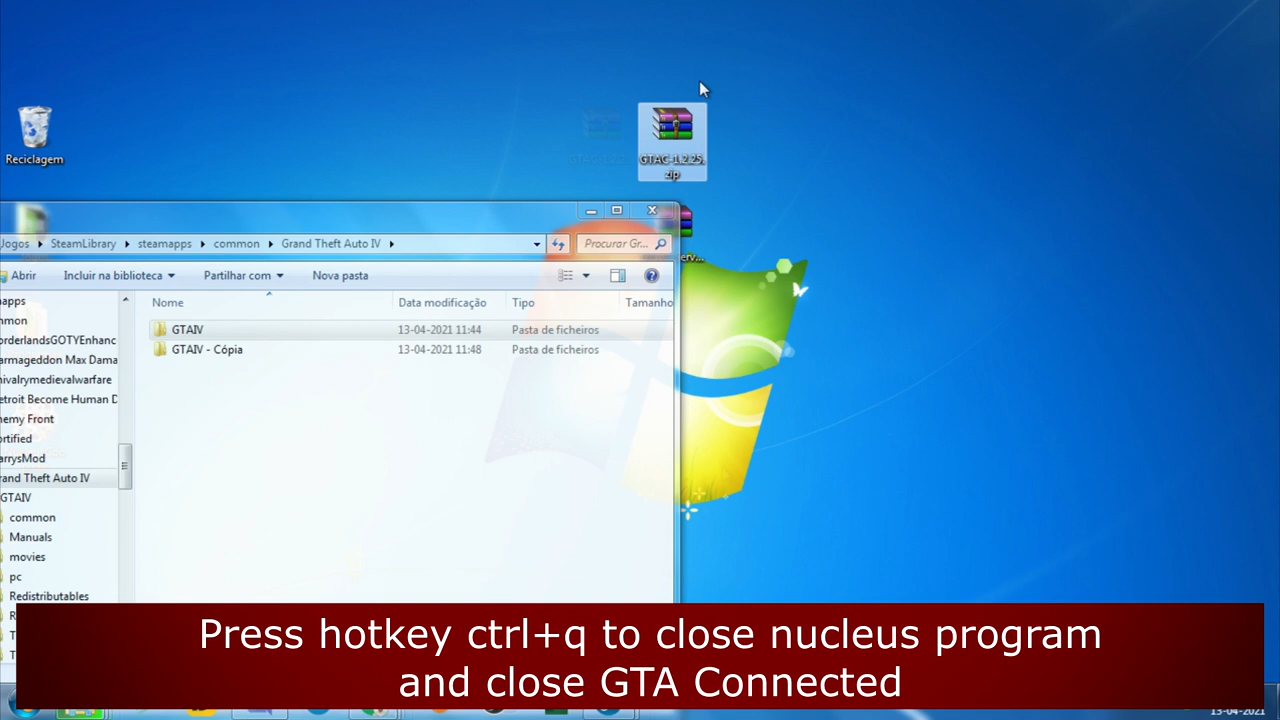 Reciclagem
GTAC-1.2.25.
zip
erv...
Jogos SteamLibrary steamapps common Grand Theft Auto IV Procurar Gr...
Abrir Incluir na biblioteca Partilhar com Nova pasta
Nome Data modificação Tipo Tamanho
GTAIV 13-04-2021 11:44 Pasta de ficheiros
GTAIV - Cópia 13-04-2021 11:48 Pasta de ficheiros
apps
mmon
orderlandsGOTYEnhanc
armageddon Max Dama
hivalrymedievalwarfare
etroit Become Human D
nemy Front
ortified
arrysMod
rand Theft Auto IV
GTAIV
common
Manuals
movies
pc
Redistributables
R
T
T
Press hotkey ctrl+q to close nucleus program
and close GTA Connected
13-04-2021